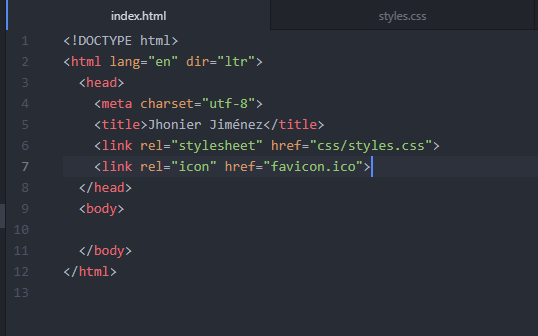 index.html styles.css
1 <!DOCTYPE html>
2 <html lang="en" dir="ltr">
3   <head>
4     <meta charset="utf-8">
5     <title>Jhonier Jiménez</title>
6     <link rel="stylesheet" href="css/styles.css">
7     <link rel="icon" href="favicon.ico">
8   </head>
9   <body>
10
11   </body>
12 </html>
13